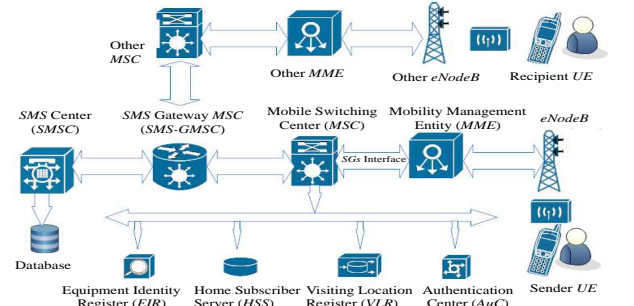 Other
MSC
Other MME
Other eNodeB
Recipient UE
SMS Center
(SMSC)
SMS Gateway MSC
(SMS-GMSC)
Mobile Switching
Center (MSC)
Mobility Management
Entity (MME)
eNodeB
SGs Interface
Database
Equipment Identity
Register (EIR)
Home Subscriber
Server (HSS)
Visiting Location
Register (VLR)
Authentication
Center (AuC)
Sender UE